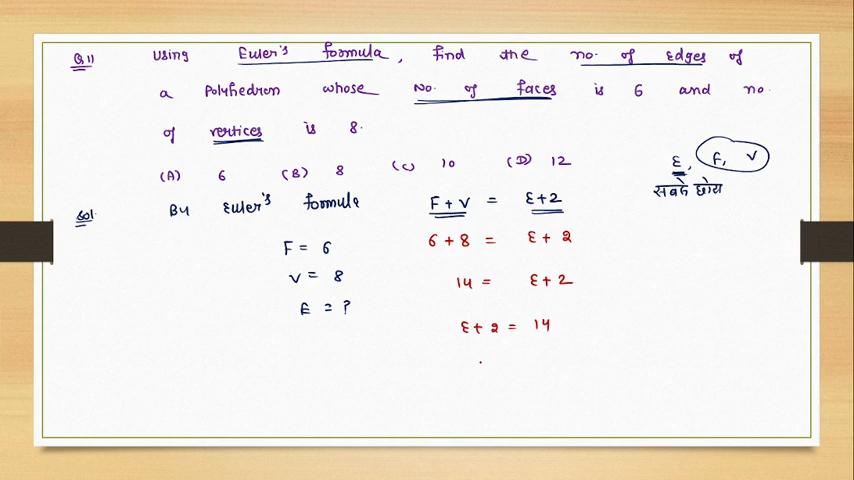 Q11 Using Euler's formula, find the no. of edges of
a Polyhedron whose No. of faces is 6 and no.
of vertices is 8.
(A) 6 (B) 8 (C) 10 (D) 12
E, F, V
सबसे छोटा
Sol. By Euler's formula F + V = E + 2
F = 6
6 + 8 = E + 2
V = 8
14 = E + 2
E = ?
E + 2 = 14